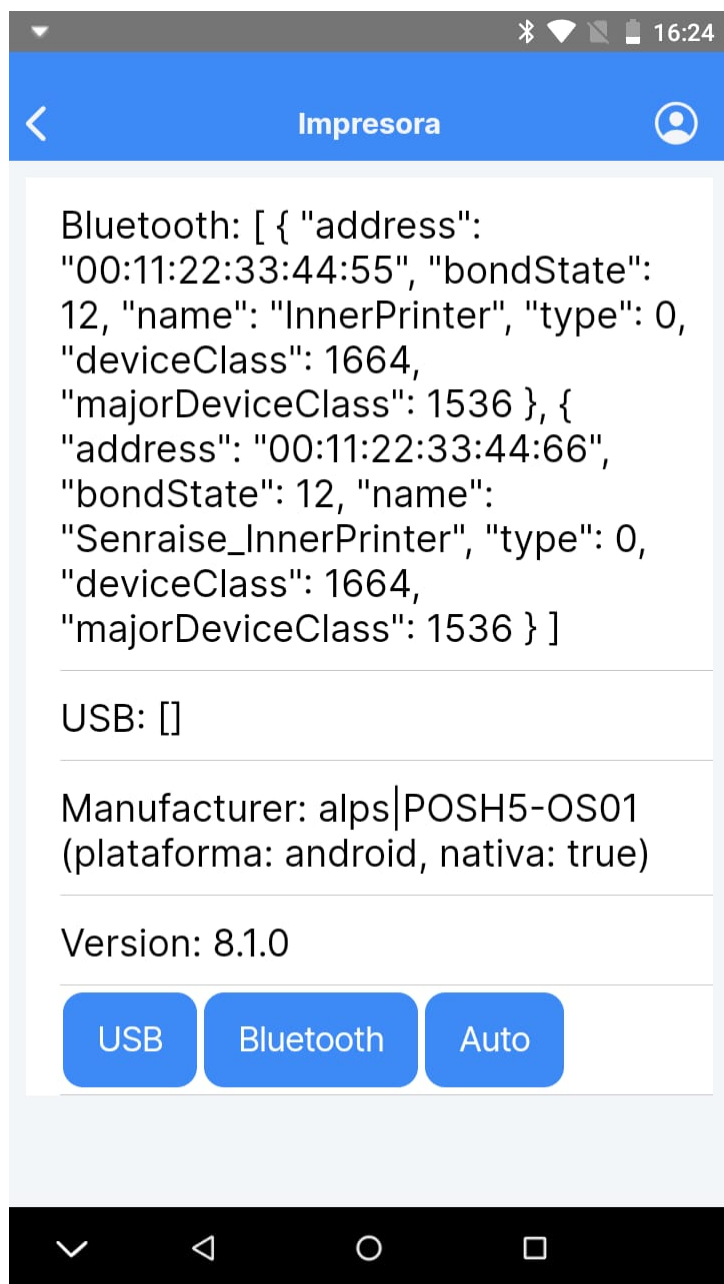 16:24
Impresora
Bluetooth: [ { "address":
"00:11:22:33:44:55", "bondState":
12, "name": "InnerPrinter", "type": 0,
"deviceClass": 1664,
"majorDeviceClass": 1536 }, {
"address": "00:11:22:33:44:66",
"bondState": 12, "name":
"Senraise_InnerPrinter", "type": 0,
"deviceClass": 1664,
"majorDeviceClass": 1536 } ]
USB: []
Manufacturer: alps|POSH5-OS01
(plataforma: android, nativa: true)
Version: 8.1.0
USB Bluetooth Auto